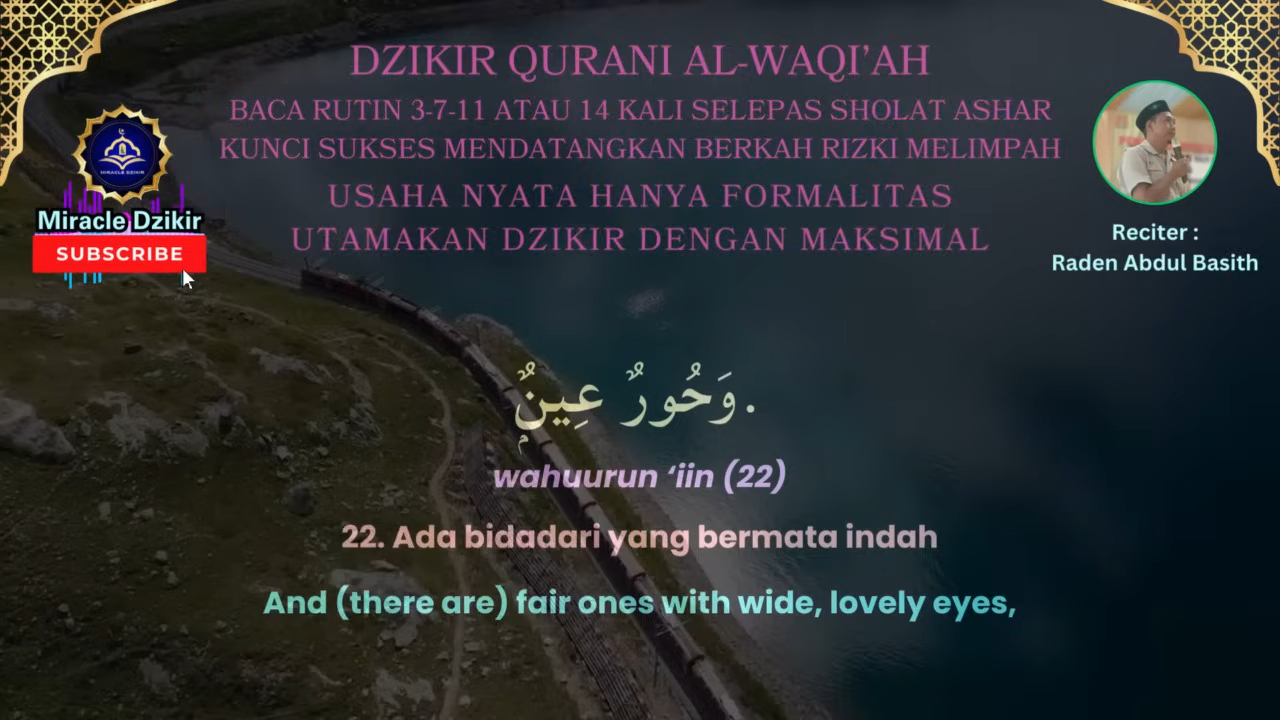 DZIKIR QURANI AL-WAQI'AH
BACA RUTIN 3-7-11 ATAU 14 KALI SELEPAS SHOLAT ASHAR
KUNCI SUKSES MENDATANGKAN BERKAH RIZKI MELIMPAH
USAHA NYATA HANYA FORMALITAS
UTAMAKAN DZIKIR DENGAN MAKSIMAL
MIRACLE DZIKIR
Miracle Dzikir
SUBSCRIBE
Reciter :
Raden Abdul Basith
وَحُورٌ عِينٌۭ.
wahuurun ‘iin (22)
22. Ada bidadari yang bermata indah
And (there are) fair ones with wide, lovely eyes,